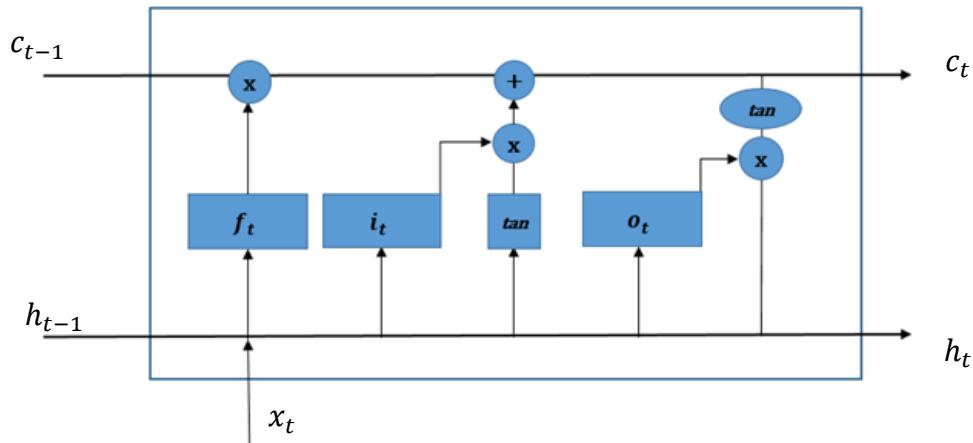 c_{t-1}
c_t
x
+
tan
x
x
f_t
i_t
tan
o_t
h_{t-1}
h_t
x_t